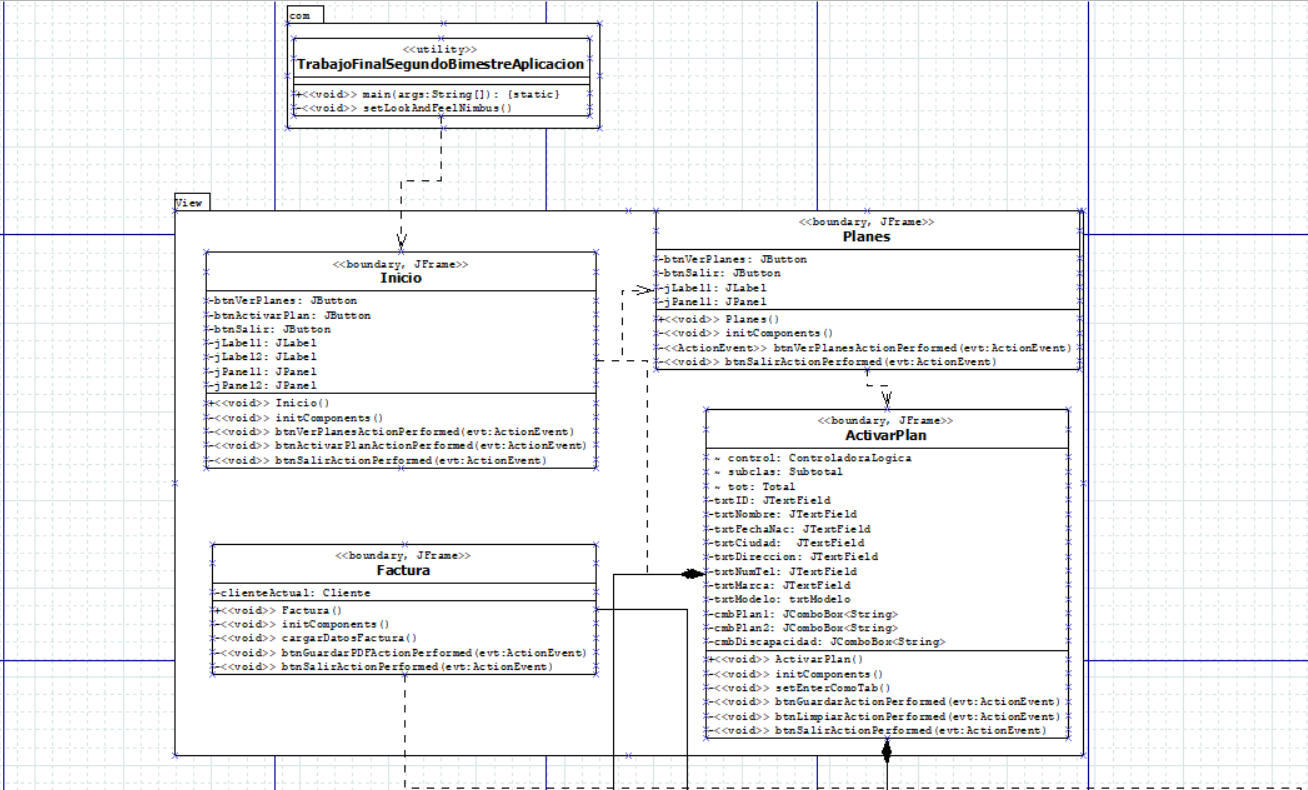 com
<<utility>>
TrabajoFinalSegundoBimestreAplicacion
+<<void>> main(args:String[]): {static}
-<<void>> setLookAndFeelNimbus()
View
<<boundary, JFrame>>
Inicio
-btnVerPlanes: JButton
-btnActivarPlan: JButton
-btnSalir: JButton
-jLabel1: JLabel
-jLabel2: JLabel
-jPanel1: JPanel
-jPanel2: JPanel
+<<void>> Inicio()
-<<void>> initComponents()
-<<void>> btnVerPlanesActionPerformed(evt:ActionEvent)
-<<void>> btnActivarPlanActionPerformed(evt:ActionEvent)
-<<void>> btnSalirActionPerformed(evt:ActionEvent)
<<boundary, JFrame>>
Planes
-btnVerPlanes: JButton
-btnSalir: JButton
-jLabel1: JLabel
-jPanel1: JPanel
+<<void>> Planes()
-<<void>> initComponents()
-<<ActionEvent>> btnVerPlanesActionPerformed(evt:ActionEvent)
-<<void>> btnSalirActionPerformed(evt:ActionEvent)
<<boundary, JFrame>>
ActivarPlan
~ control: ControladoraLogica
~ subclas: Subtotal
~ tot: Total
-txtID: JTextField
-txtNombre: JTextField
-txtFechaNac: JTextField
-txtCiudad:  JTextField
-txtDireccion: JTextField
-txtNumTel: JTextField
-txtMarca: JTextField
-txtModelo: txtModelo
-cmbPlan1: JComboBox<String>
-cmbPlan2: JComboBox<String>
-cmbDiscapacidad: JComboBox<String>
+<<void>> ActivarPlan()
-<<void>> initComponents()
-<<void>> setEnterComoTab()
-<<void>> btnGuardarActionPerformed(evt:ActionEvent)
-<<void>> btnLimpiarActionPerformed(evt:ActionEvent)
-<<void>> btnSalirActionPerformed(evt:ActionEvent)
<<boundary, JFrame>>
Factura
-clienteActual: Cliente
+<<void>> Factura()
-<<void>> initComponents()
-<<void>> cargarDatosFactura()
-<<void>> btnGuardarPDFActionPerformed(evt:ActionEvent)
-<<void>> btnSalirActionPerformed(evt:ActionEvent)